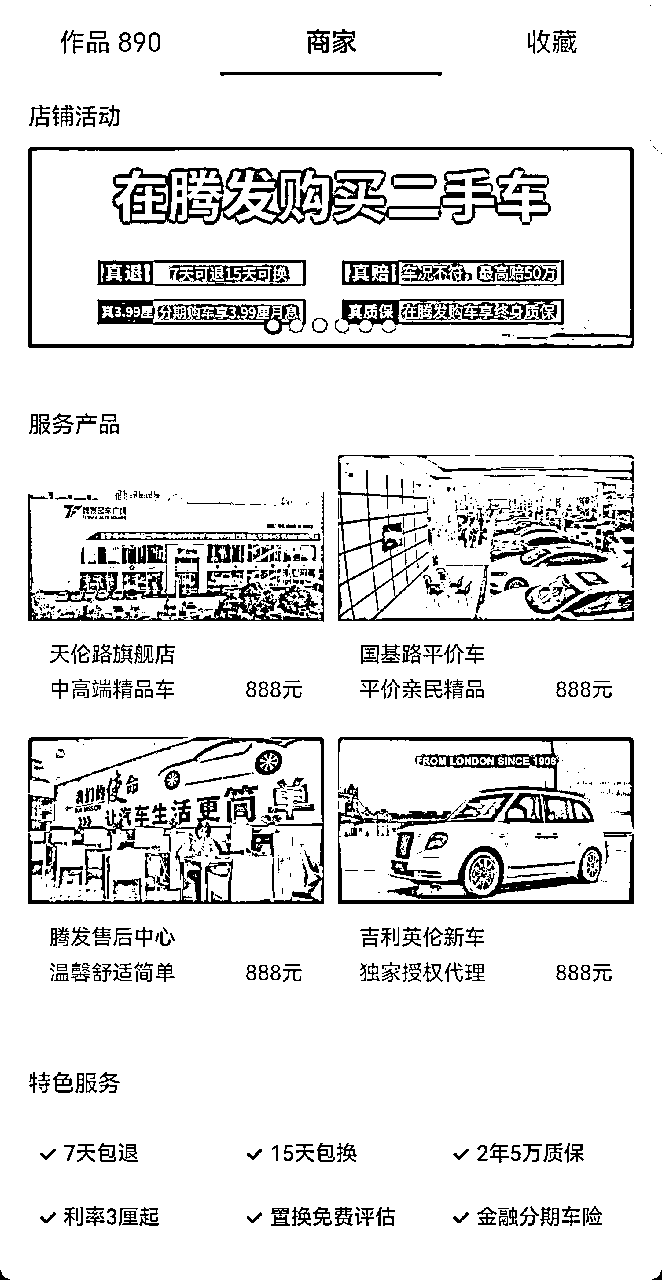 作品 890
商家
收藏
店铺活动
在腾发购买二手车
真退 7天可退15天可换
真赔 车况不符，最高赔50万
真3.99厘 分期购车享3.99厘月息
真质保 在腾发购车享终身质保
服务产品
天伦路旗舰店
中高端精品车 888元
国基路平价车
平价亲民精品 888元
我们的使命
让汽车生活更简
FROM LONDON SINCE 1908
腾发售后中心
温馨舒适简单 888元
吉利英伦新车
独家授权代理 888元
特色服务
7天包退
15天包换
2年5万质保
利率3厘起
置换免费评估
金融分期车险